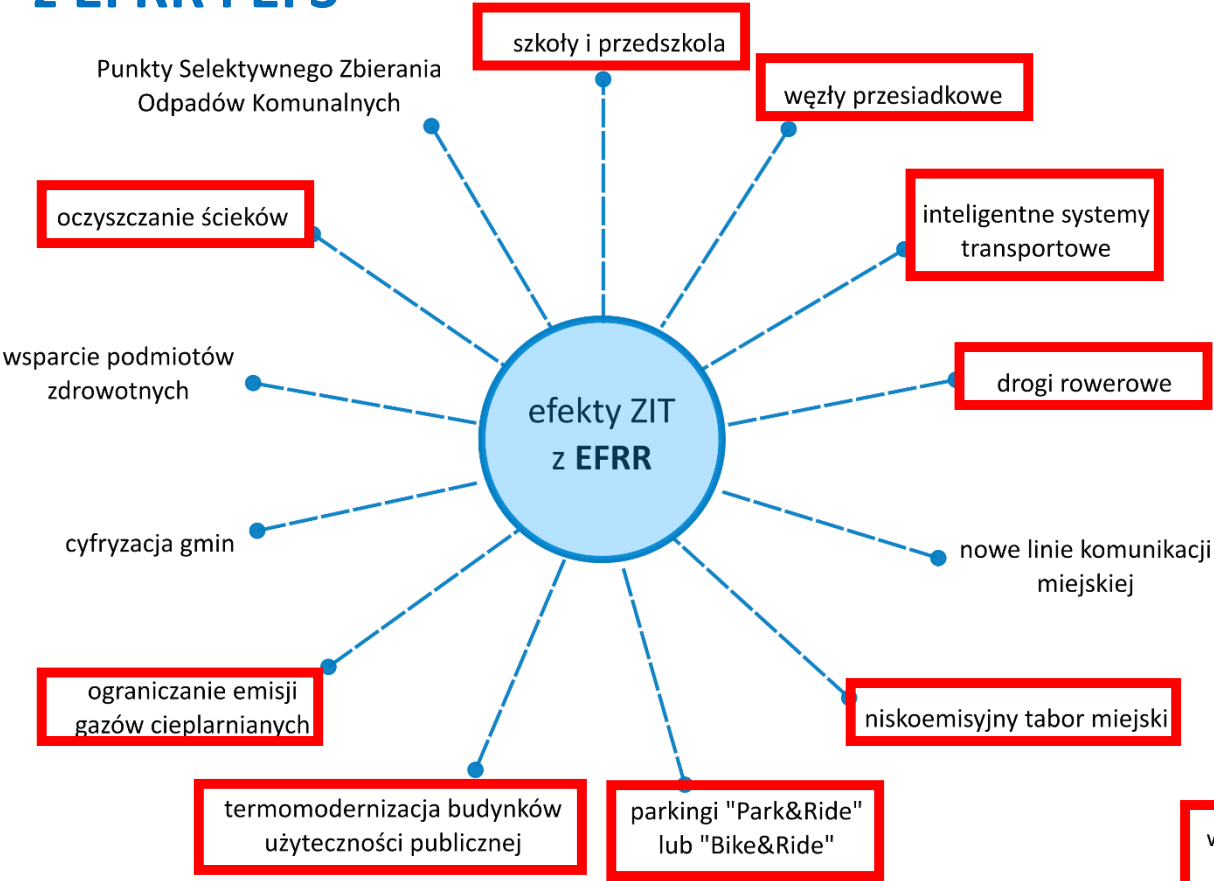 z EFRR i EFS
szkoły i przedszkola
Punkty Selektywnego Zbierania
Odpadów Komunalnych
węzły przesiadkowe
oczyszczanie ścieków
inteligentne systemy
transportowe
wsparcie podmiotów
zdrowotnych
drogi rowerowe
efekty ZIT
z EFRR
cyfryzacja gmin
nowe linie komunikacji
miejskiej
ograniczanie emisji
gazów cieplarnianych
niskoemisyjny tabor miejski
termomodernizacja budynków
użyteczności publicznej
parkingi "Park&Ride"
lub "Bike&Ride"